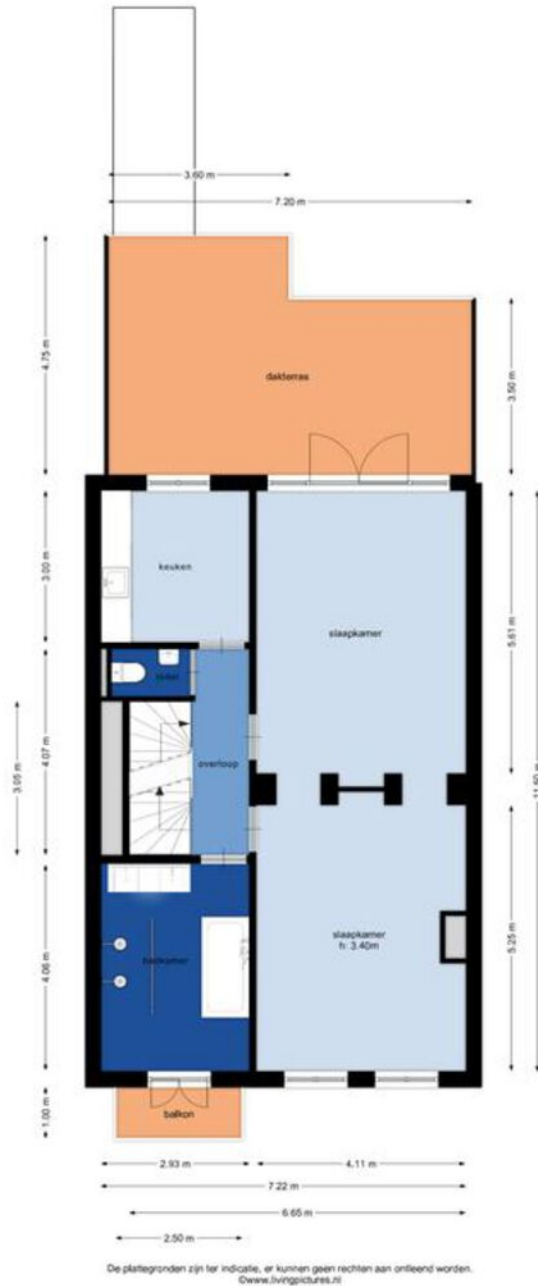 3.60 m
7.20 m
4.75 m
3.50 m
dakterras
3.00 m
keuken
slaapkamer
5.61 m
toilet
4.07 m
3.05 m
overloop
11.60 m
slaapkamer
h: 3.40m
badkamer
4.06 m
5.25 m
1.00 m
balkon
2.93 m
4.11 m
7.22 m
6.65 m
2.50 m
De plattegronden zijn ter indicatie, er kunnen geen rechten aan ontleend worden.
©www.livingpictures.nl